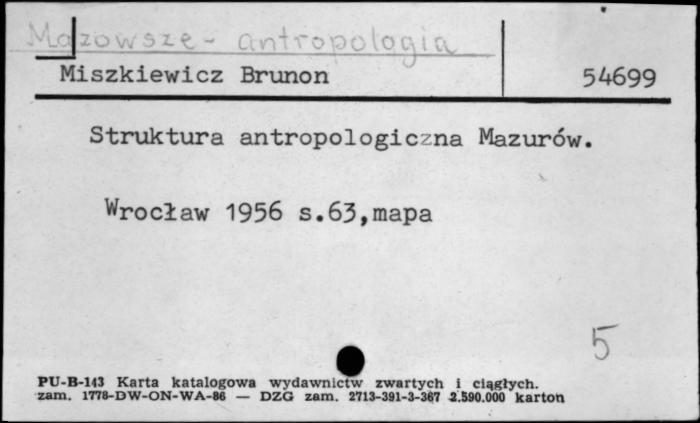 Mazowsze - antropologia
Miszkiewicz Brunon 54699
Struktura antropologiczna Mazurów.
Wrocław 1956 s.63,mapa
5
PU-B-143 Karta katalogowa wydawnictw zwartych i ciągłych.
zam. 1778-DW-ON-WA-86 — DZG zam. 2713-391-3-367 2.590.000 karton